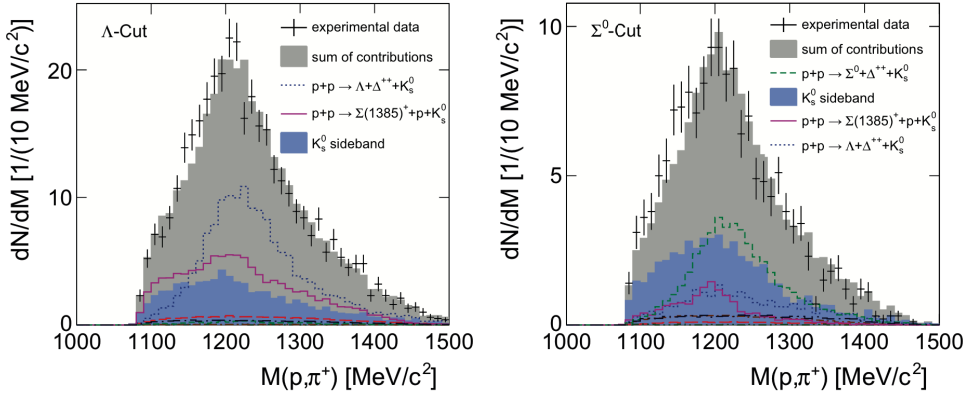 Λ-Cut
experimental data
sum of contributions
p+p → Λ+Δ⁺⁺+K⁰ₛ
p+p → Σ(1385)⁺+p+K⁰ₛ
K⁰ₛ sideband
dN/dM [1/(10 MeV/c²)]
20
10
0
1000
1100
1200
1300
1400
1500
M(p,π⁺) [MeV/c²]
Σ⁰-Cut
experimental data
sum of contributions
p+p → Σ⁰+Δ⁺⁺+K⁰ₛ
K⁰ₛ sideband
p+p → Σ(1385)⁺+p+K⁰ₛ
p+p → Λ+Δ⁺⁺+K⁰ₛ
dN/dM [1/(10 MeV/c²)]
10
5
0
1000
1100
1200
1300
1400
1500
M(p,π⁺) [MeV/c²]